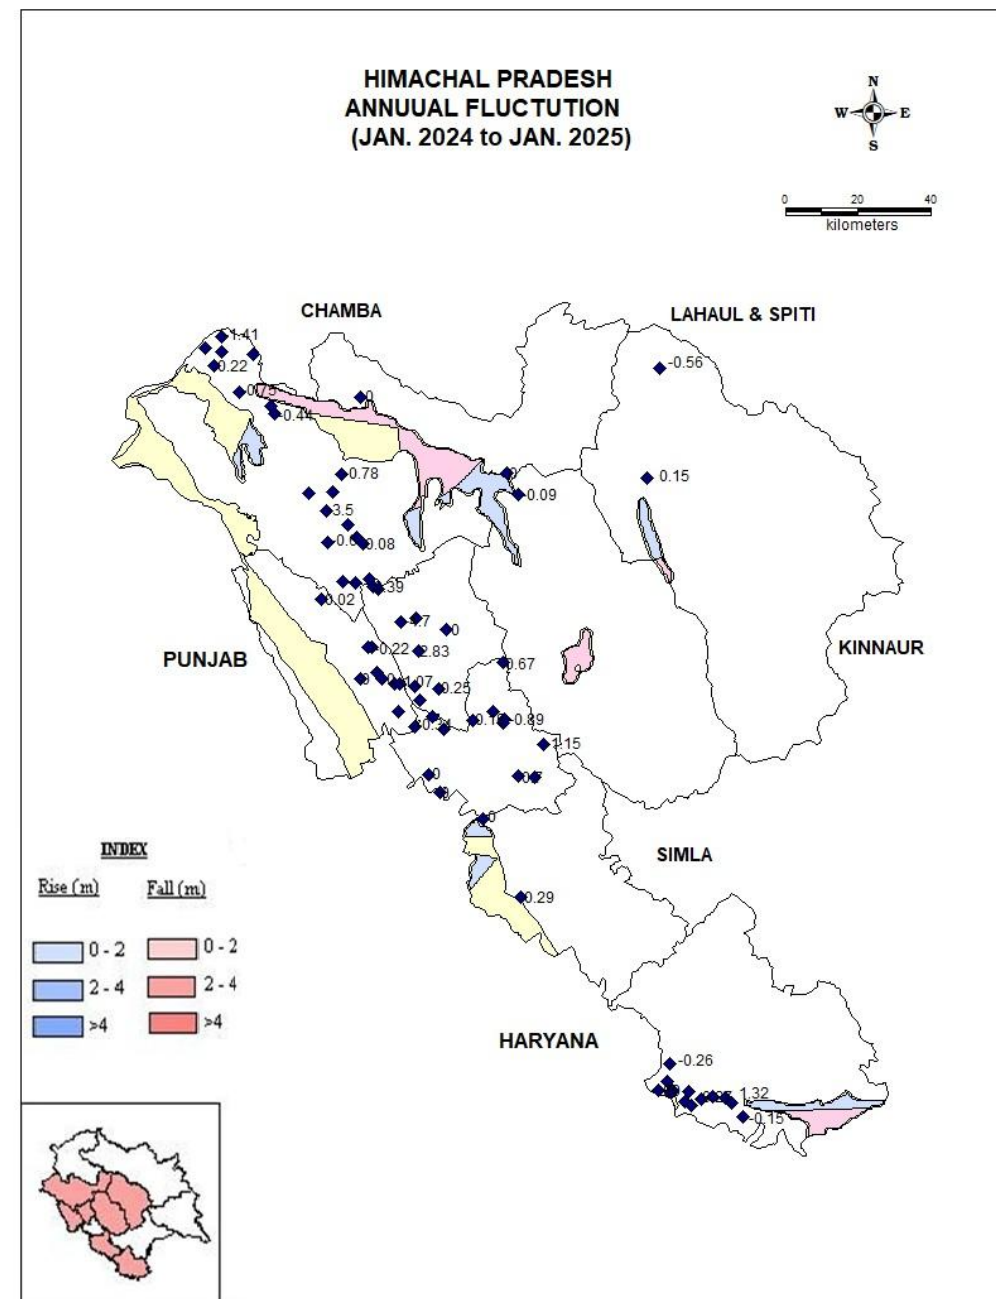 HIMACHAL PRADESH
ANNUUAL FLUCTUTION
(JAN. 2024 to JAN. 2025)
N
W E
S
0 20 40
kilometers
CHAMBA
LAHAUL & SPITI
1.41
-0.56
0.22
0
-0.44
0.78
0
0.15
0.09
3.5
0.08
0.02
0
-0.22
2.83
PUNJAB
KINNAUR
0.67
0
1.07
0.25
-0.89
1.15
0
0
INDEX
SIMLA
Rise (m) Fall (m)
0.29
0 - 2 0 - 2
2 - 4 2 - 4
>4 >4
HARYANA
-0.26
1.32
-0.15